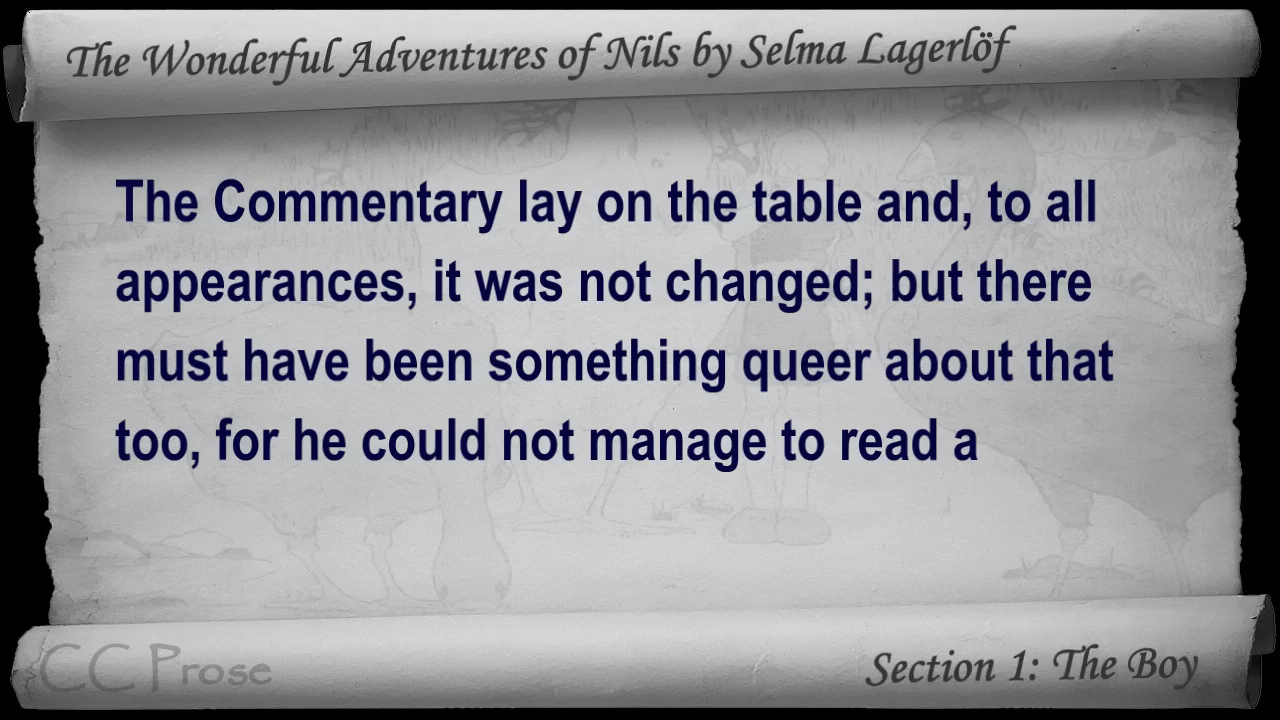 The Wonderful Adventures of Nils by Selma Lagerlöf
The Commentary lay on the table and, to all
appearances, it was not changed; but there
must have been something queer about that
too, for he could not manage to read a
CC Prose
Section 1: The Boy